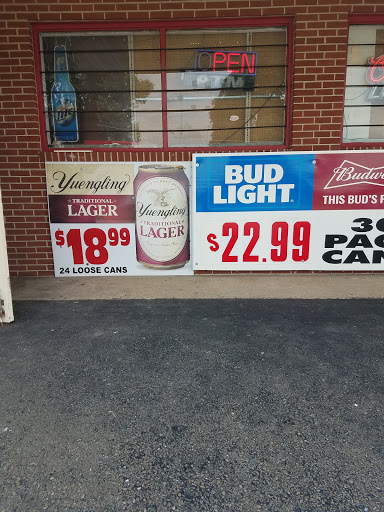 OPEN
ATM
Yuengling
TRADITIONAL
LAGER
$18.99
24 LOOSE CANS
Yuengling
TRADITIONAL
LAGER
BUD
LIGHT
$22.99
Budw
THIS BUD'S F
30
PAC
CAN